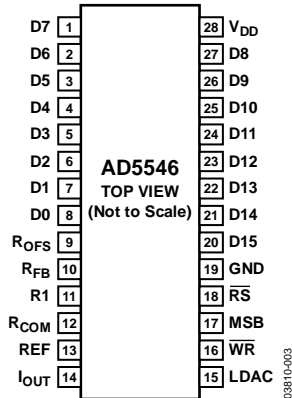 D7 1 28 VDD
D6 2 27 D8
D5 3 26 D9
D4 4 25 D10
D3 5 24 D11
D2 6 23 D12
D1 7 22 D13
D0 8 21 D14
ROFS 9 20 D15
RFB 10 19 GND
R1 11 18 RS
RCOM 12 17 MSB
REF 13 16 WR
IOUT 14 15 LDAC
AD5546
TOP VIEW
(Not to Scale)
03810-003